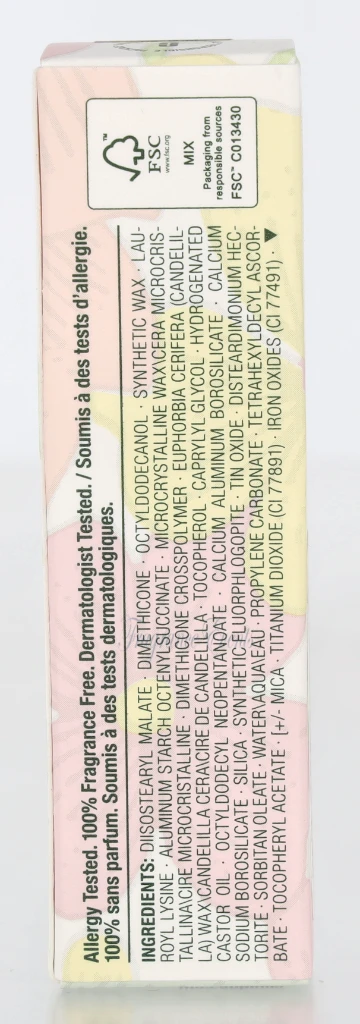 Allergy Tested. 100% Fragrance Free. Dermatologist Tested. / Soumis à des tests d'allergie.
100% sans parfum. Soumis à des tests dermatologiques.
INGREDIENTS: DIISOSTEARYL MALATE · DIMETHICONE · OCTYLDODECANOL · SYNTHETIC WAX · LAU-
ROYL LYSINE · ALUMINUM STARCH OCTENYLSUCCINATE · MICROCRYSTALLINE WAX\CERA MICROCRIS-
TALLINA\CIRE MICROCRISTALLINE · DIMETHICONE CROSSPOLYMER · EUPHORBIA CERIFERA (CANDELIL-
LA) WAX\CANDELILLA CERA\CIRE DE CANDELILLA · TOCOPHEROL · CAPRYLYL GLYCOL · HYDROGENATED
CASTOR OIL · OCTYLDODECYL NEOPENTANOATE · CALCIUM ALUMINUM BOROSILICATE · CALCIUM
SODIUM BOROSILICATE · SILICA · SYNTHETIC FLUORPHLOGOPITE · TIN OXIDE · DISTEARDIMONIUM HEC-
TORITE · SORBITAN OLEATE · WATER\AQUA\EAU · PROPYLENE CARBONATE · TETRAHEXYLDECYL ASCOR-
BATE · TOCOPHERYL ACETATE · [+/- MICA · TITANIUM DIOXIDE (CI 77891) · IRON OXIDES (CI 77491) · ▼
™
FSC
www.fsc.org
MIX
Packaging from
responsible sources
FSC™ C013430